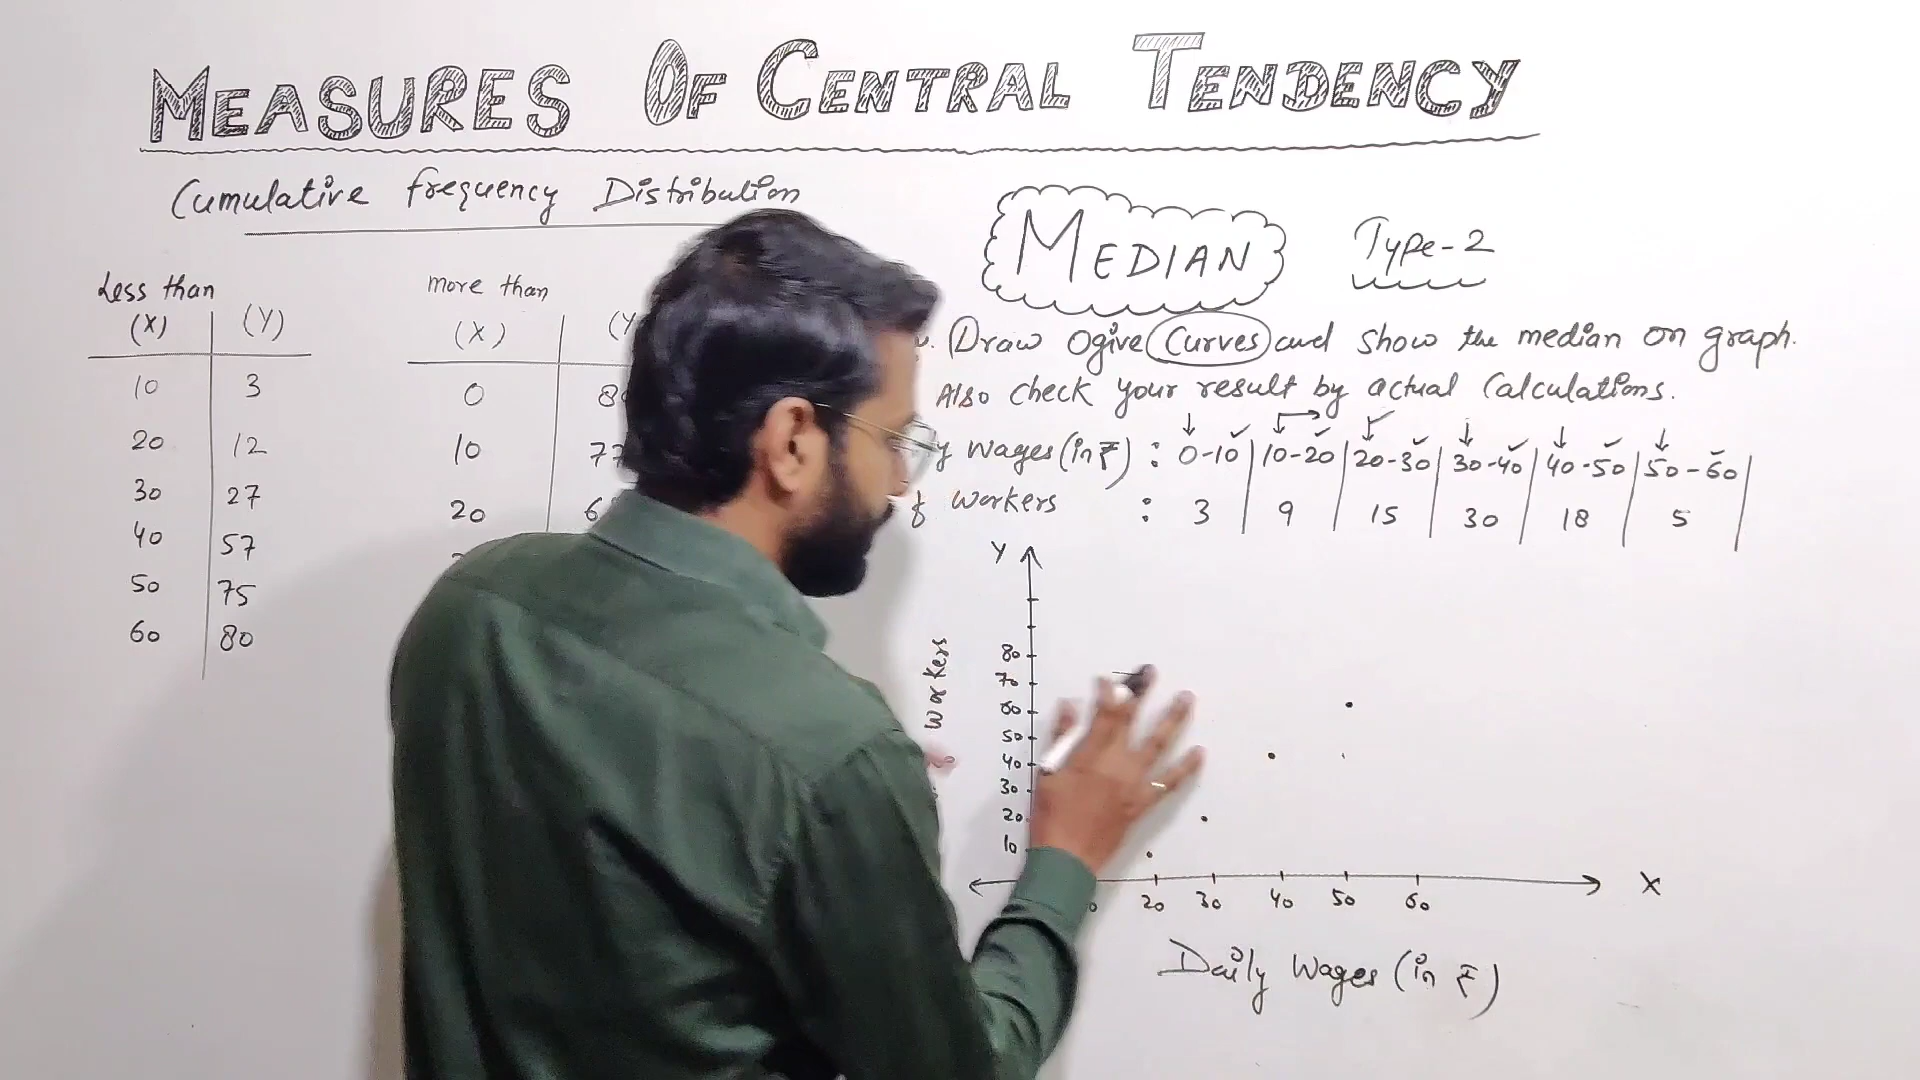 MEASURES OF CENTRAL TENDENCY
Cumulative frequency Distribution
Less than
(X) (Y)
10 3
20 12
30 27
40 57
50 75
60 80
more than
(X) (Y
0
10 77
20 6
MEDIAN Type-2
Draw Ogive Curves and show the median on graph.
Also check your result by actual Calculations.
y Wages (in ₹) : 0-10 | 10-20 | 20-30 | 30-40 | 40-50 | 50-60
f Workers : 3 | 9 | 15 | 30 | 18 | 5
Y
80
70
60
50
40
30
20
10
Workers
20 30 40 50 60 X
Daily Wages (in ₹)